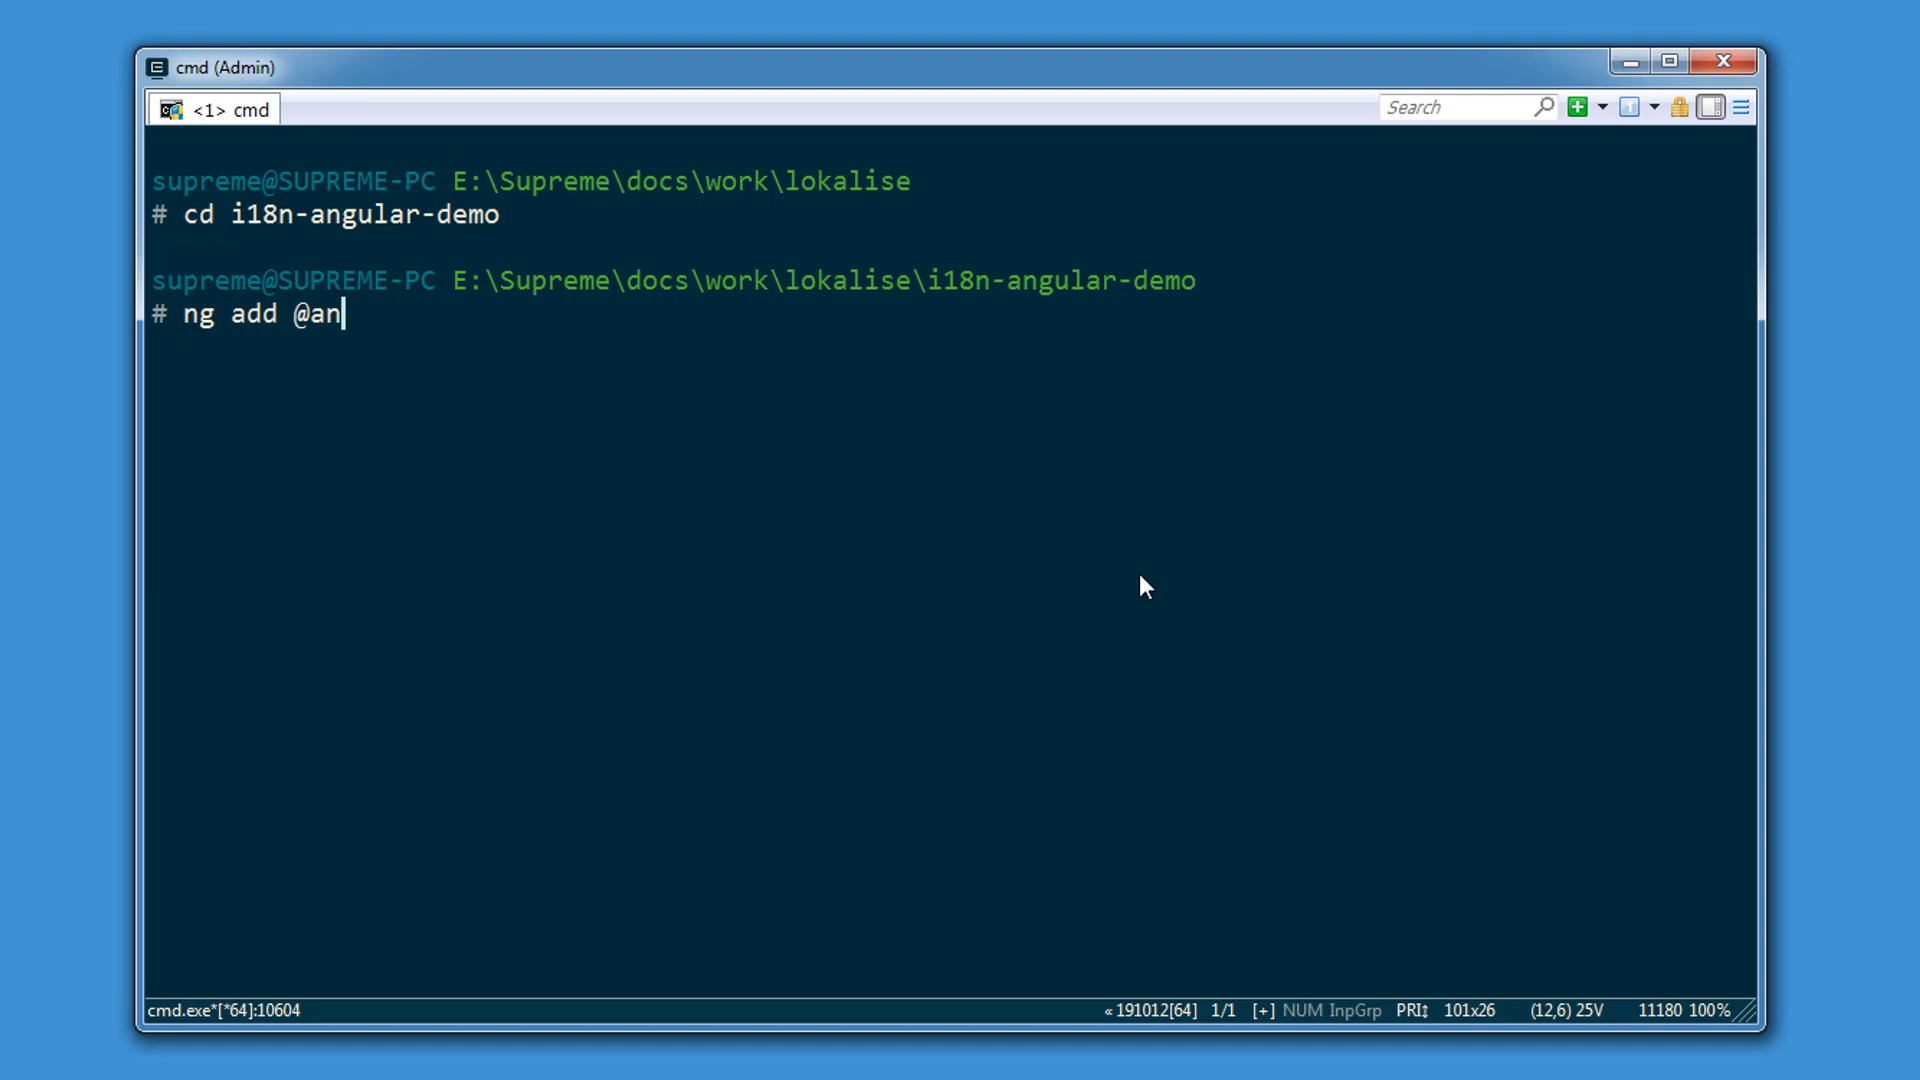 cmd (Admin)
<1> cmd
Search
supreme@SUPREME-PC E:\Supreme\docs\work\lokalise
# cd i18n-angular-demo
supreme@SUPREME-PC E:\Supreme\docs\work\lokalise\i18n-angular-demo
# ng add @an
cmd.exe*[*64]:10604 «191012[64] 1/1 [+] NUM InpGrp PRI↕ 101x26 (12,6) 25V 11180 100%